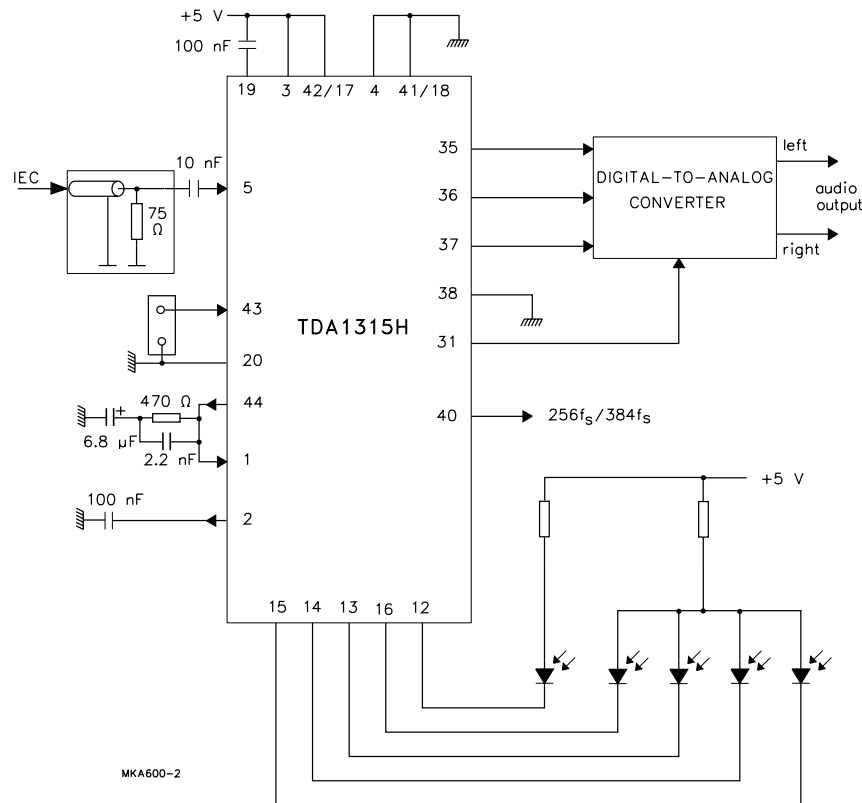 +5 V
100 nF
19 3 42/17 4 41/18
IEC
10 nF
5
75
Ω
35
36
37
38
31
40
DIGITAL-TO-ANALOG
CONVERTER
left
audio
output
right
43
20
TDA1315H
44
470 Ω
+
6.8 µF
2.2 nF
1
100 nF
2
256fs/384fs
+5 V
15 14 13 16 12
MKA600-2